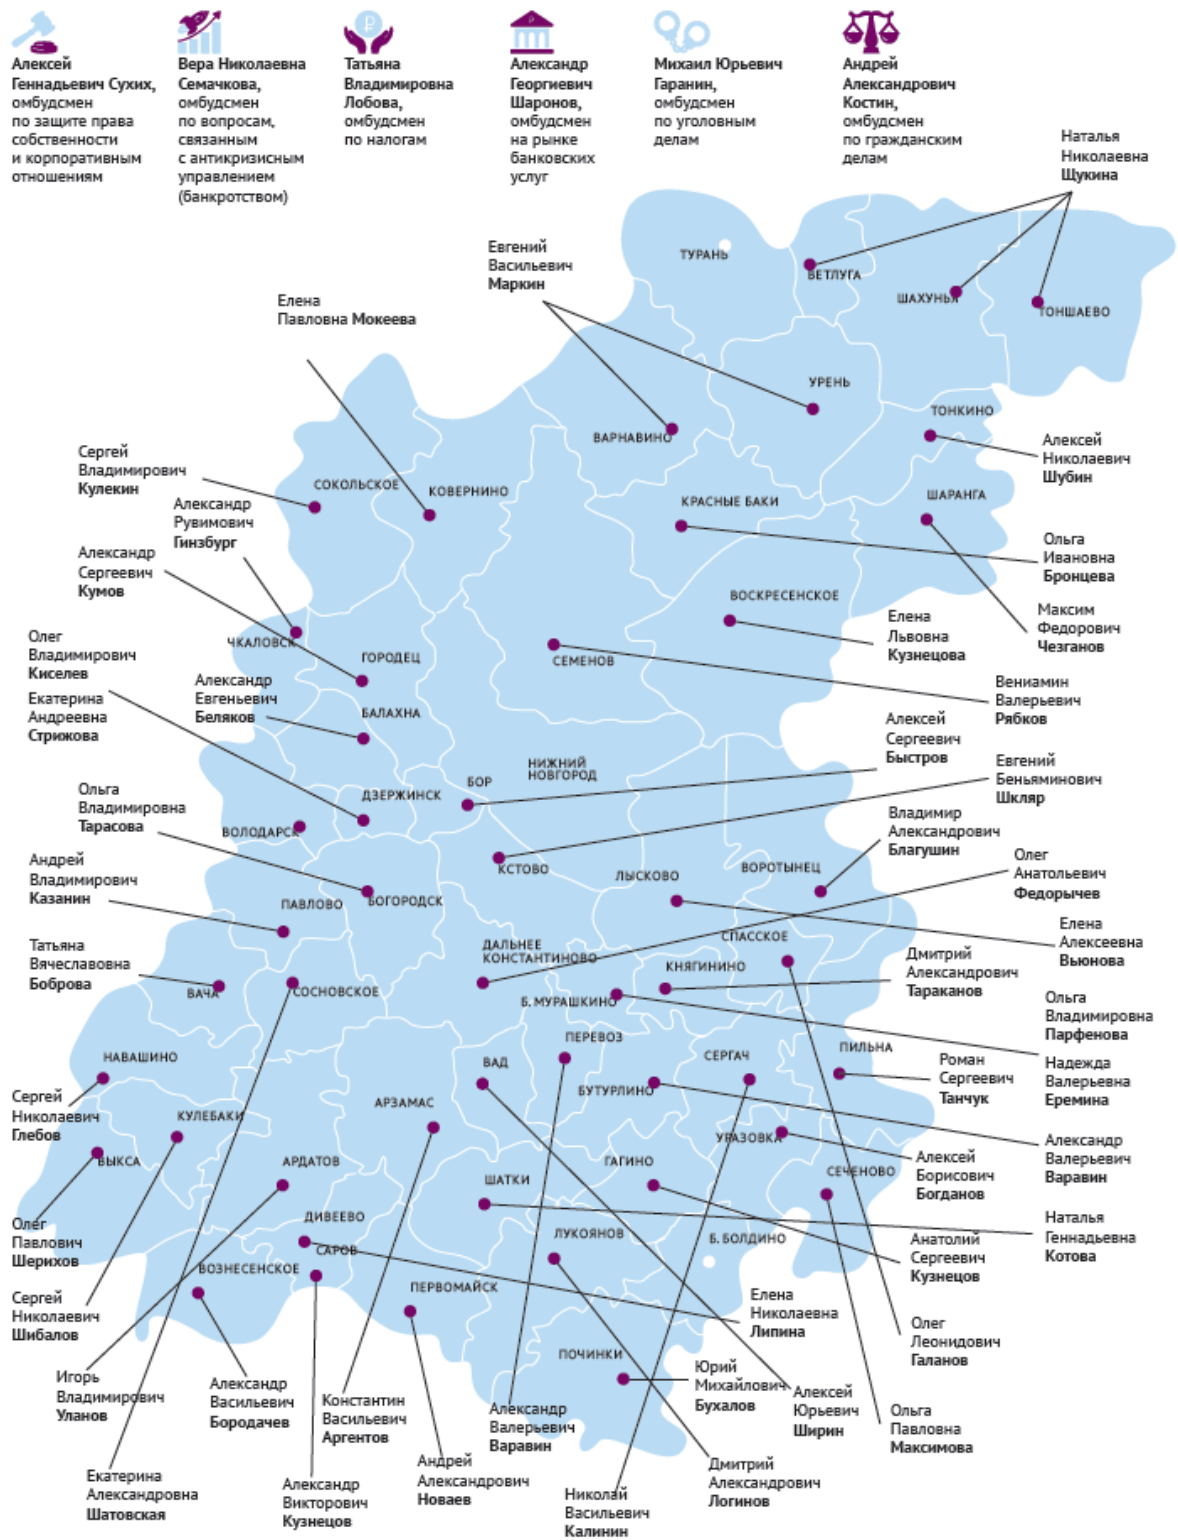 Алексей
Геннадьевич Сухих,
омбудсмен
по защите права
собственности
и корпоративным
отношениям
Вера Николаевна
Семачкова,
омбудсмен
по вопросам,
связанным
с антикризисным
управлением
(банкротством)
Татьяна
Владимировна
Лобова,
омбудсмен
по налогам
Александр
Георгиевич
Шаронов,
омбудсмен
на рынке
банковских
услуг
Михаил Юрьевич
Гаранин,
омбудсмен
по уголовным
делам
Андрей
Александрович
Костин,
омбудсмен
по гражданским
делам
Наталья
Николаевна
Щукина
Евгений
Васильевич
Маркин
Елена
Павловна Мокеева
ТУРАНЬ
ВЕТЛУГА
ШАХУНЬЯ
ТОНШАЕВО
УРЕНЬ
ВАРНАВИНО
ТОНКИНО
Алексей
Николаевич
Шубин
Сергей
Владимирович
Кулекин
СОКОЛЬСКОЕ
КОВЕРНИНО
КРАСНЫЕ БАКИ
ШАРАНГА
Александр
Рувимович
Гинзбург
Ольга
Ивановна
Бронцева
Александр
Сергеевич
Кумов
ВОСКРЕСЕНСКОЕ
Елена
Львовна
Кузнецова
Максим
Федорович
Чезганов
Олег
Владимирович
Киселев
ЧКАЛОВСК
ГОРОДЕЦ
СЕМЕНОВ
Александр
Евгеньевич
Беляков
Вениамин
Валерьевич
Рябков
Екатерина
Андреевна
Стрижова
БАЛАХНА
Алексей
Сергеевич
Быстров
НИЖНИЙ
НОВГОРОД
БОР
Евгений
Беньяминович
Шкляр
Ольга
Владимировна
Тарасова
ДЗЕРЖИНСК
ВОЛОДАРСК
Владимир
Александрович
Благушин
КСТОВО
ЛЫСКОВО
ВОРОТЫНЕЦ
Олег
Анатольевич
Федорычев
Андрей
Владимирович
Казанин
ПАВЛОВО
БОГОРОДСК
Елена
Алексеевна
Вьюнова
СПАССКОЕ
ДАЛЬНЕЕ
КОНСТАНТИНОВО
КНЯГИНИНО
Дмитрий
Александрович
Тараканов
Татьяна
Вячеславовна
Боброва
ВАЧА
СОСНОВСКОЕ
Б. МУРАШКИНО
Ольга
Владимировна
Парфенова
ПЕРЕВОЗ
СЕРГАЧ
ПИЛЬНА
НАВАШИНО
ВАД
Роман
Сергеевич
Танчук
Надежда
Валерьевна
Еремина
БУТУРЛИНО
Сергей
Николаевич
Глебов
КУЛЕБАКИ
АРЗАМАС
УРАЗОВКА
Александр
Валерьевич
Варавин
ВЫКСА
АРДАТОВ
ГАГИНО
Алексей
Борисович
Богданов
СЕЧЕНОВО
ШАТКИ
Олег
Павлович
Шерихов
ДИВЕЕВО
САРОВ
ЛУКОЯНОВ
Б. БОЛДИНО
Наталья
Геннадьевна
Котова
Анатолий
Сергеевич
Кузнецов
ВОЗНЕСЕНСКОЕ
ПЕРВОМАЙСК
Сергей
Николаевич
Шибалов
Елена
Николаевна
Липина
Олег
Леонидович
Галанов
ПОЧИНКИ
Игорь
Владимирович
Уланов
Александр
Васильевич
Бородачев
Константин
Васильевич
Аргентов
Александр
Валерьевич
Варавин
Юрий
Михайлович
Бухалов
Алексей
Юрьевич
Ширин
Ольга
Павловна
Максимова
Екатерина
Александровна
Шатовская
Александр
Викторович
Кузнецов
Андрей
Александрович
Новаев
Николай
Васильевич
Калинин
Дмитрий
Александрович
Логинов